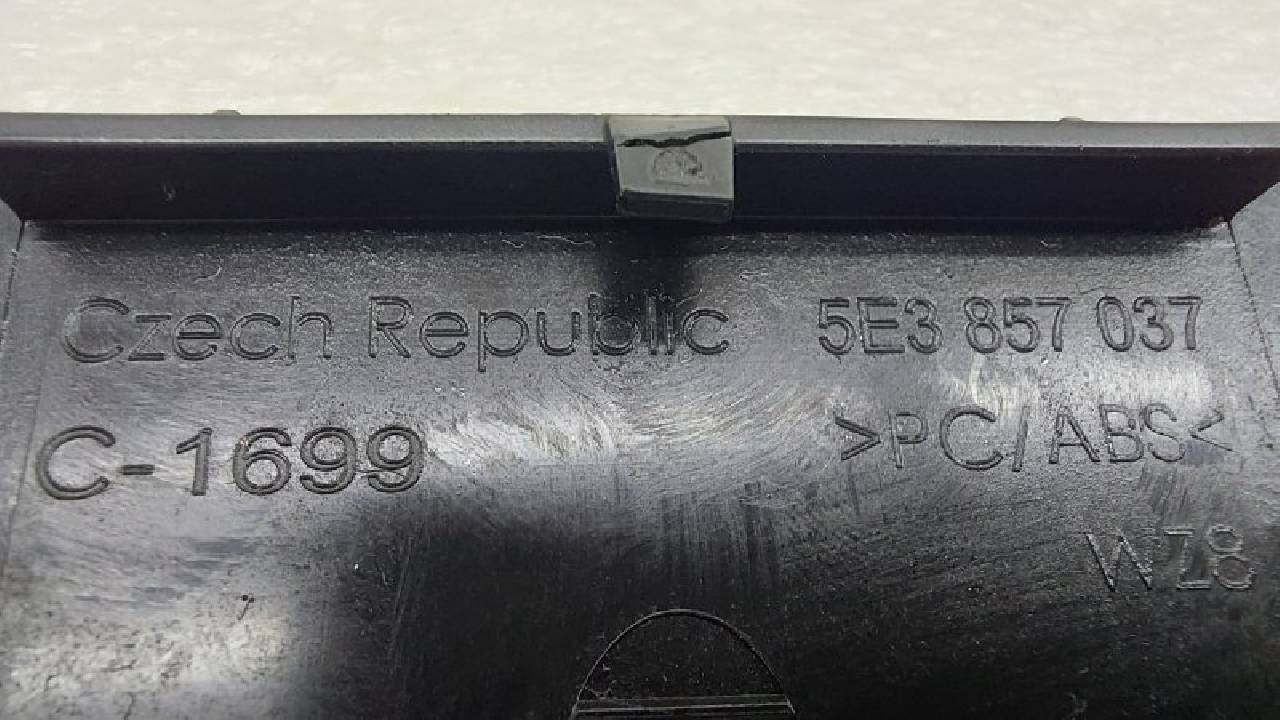 Czech Republic 5E3 857 037
C-1699 >PC/ABS<
WZ8